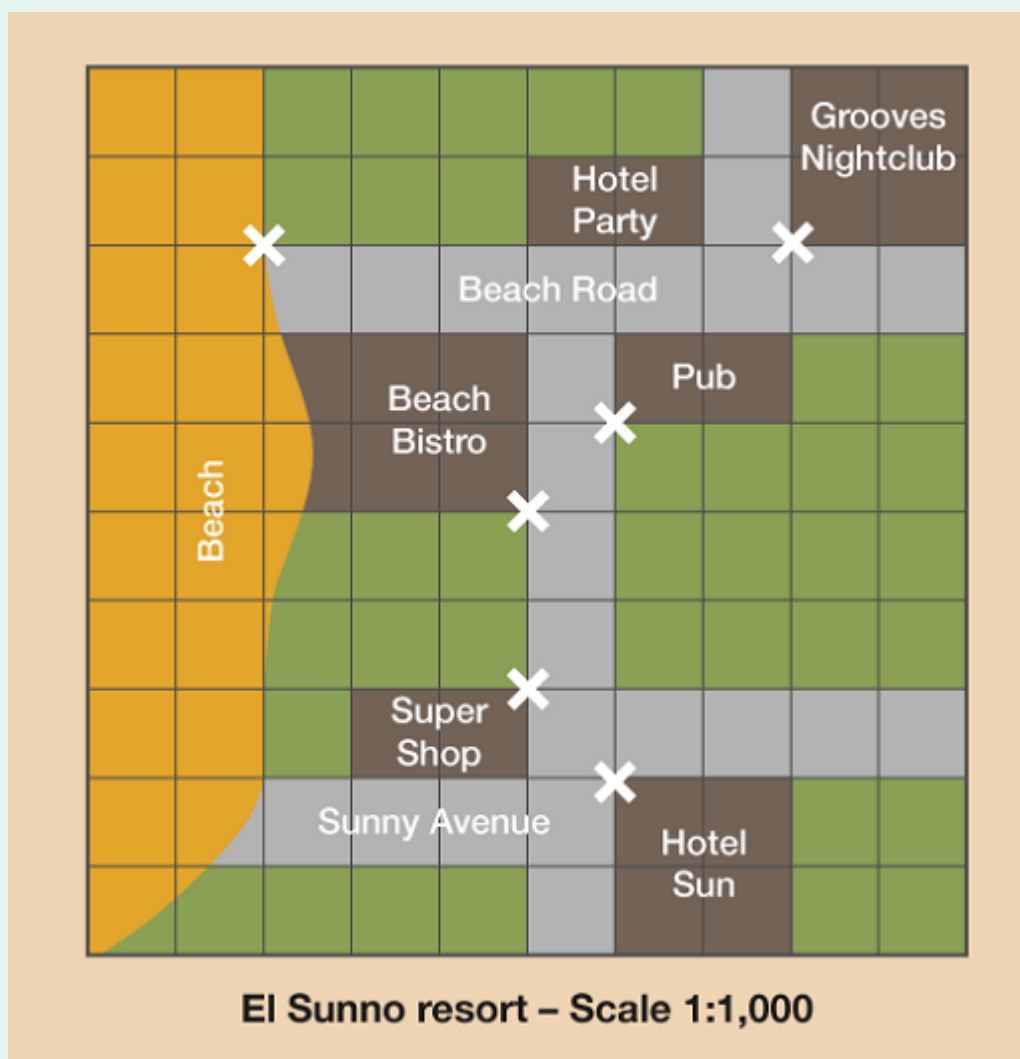 Grooves
Nightclub
Hotel
Party
Beach Road
Pub
Beach
Bistro
Beach
Super
Shop
Sunny Avenue
Hotel
Sun
El Sunno resort – Scale 1:1,000